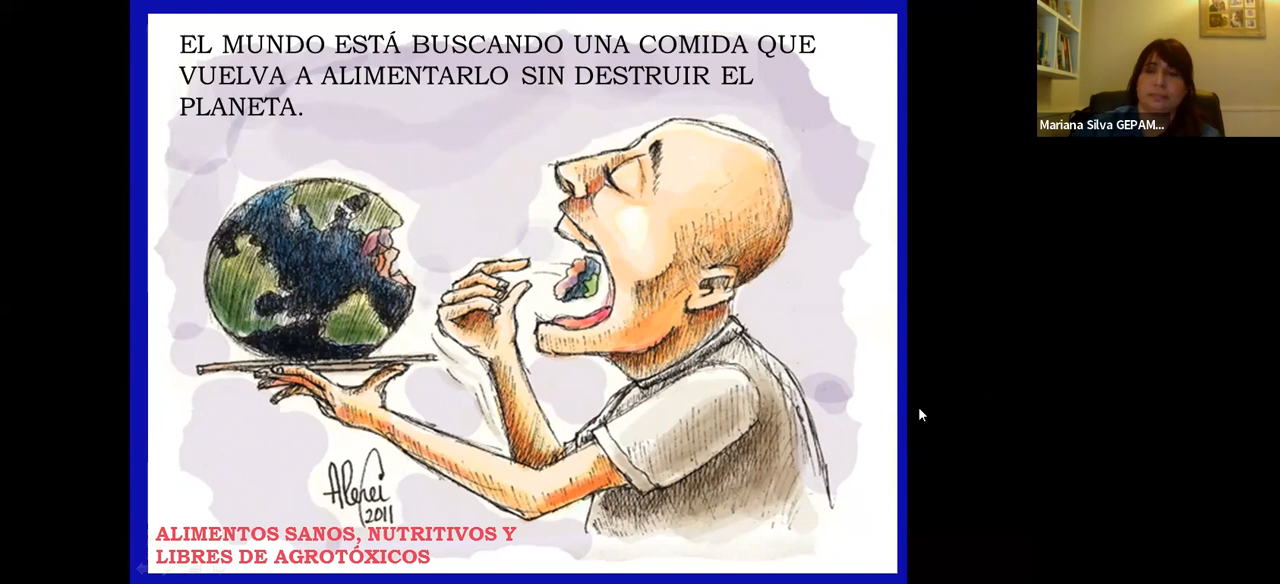 EL MUNDO ESTÁ BUSCANDO UNA COMIDA QUE
VUELVA A ALIMENTARLO SIN DESTRUIR EL
PLANETA.
Mariana Silva GEPAM...
2011
ALIMENTOS SANOS, NUTRITIVOS Y
LIBRES DE AGROTÓXICOS